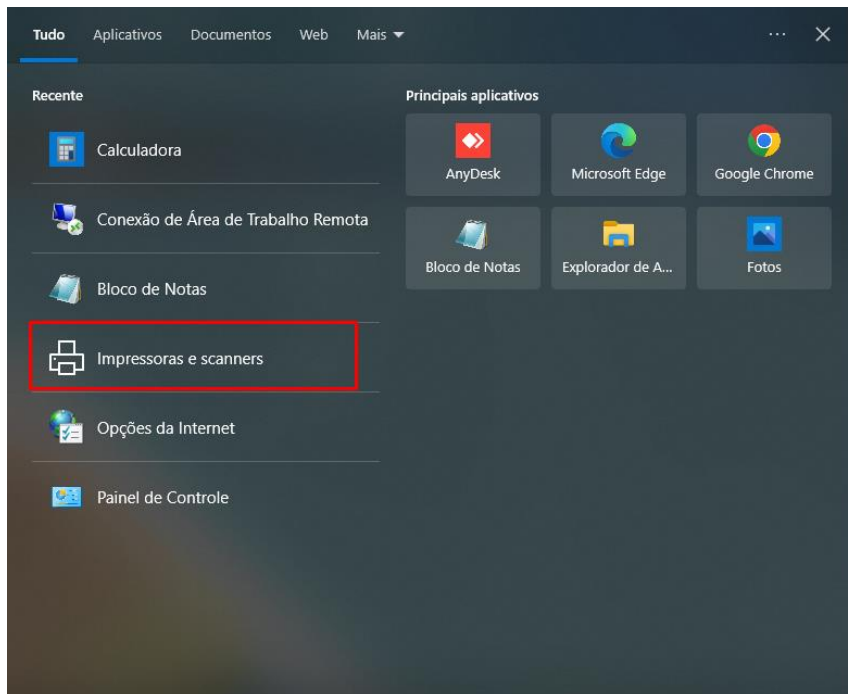 Tudo Aplicativos Documentos Web Mais
Recente
Calculadora
Conexão de Área de Trabalho Remota
Bloco de Notas
Impressoras e scanners
Opções da Internet
Painel de Controle
Principais aplicativos
AnyDesk Microsoft Edge Google Chrome
Bloco de Notas Explorador de A... Fotos